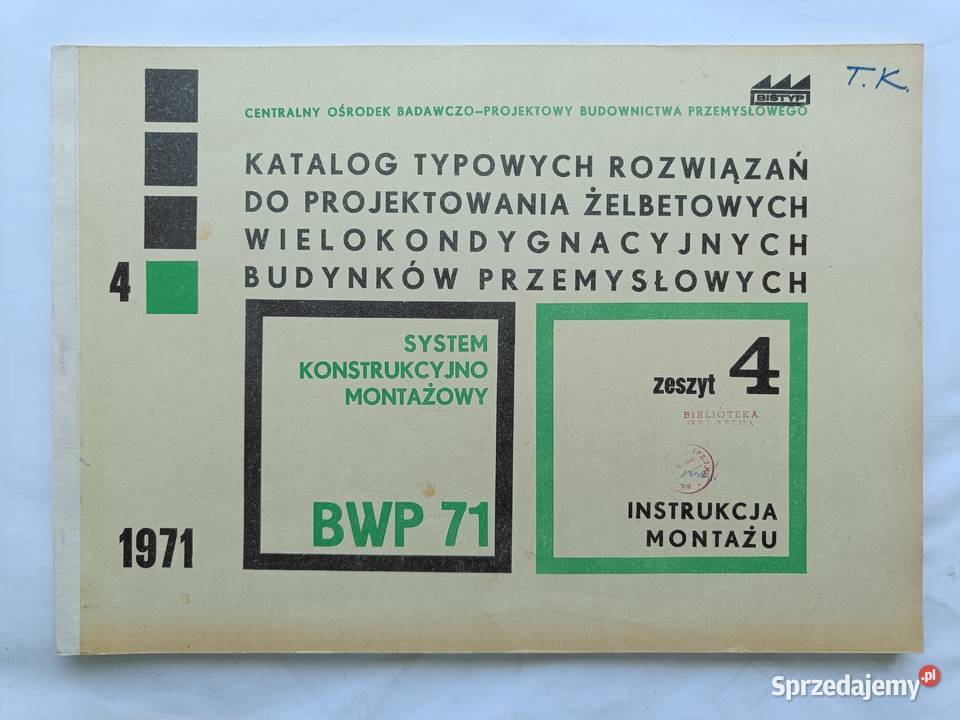 BISTYP
T.K.
CENTRALNY OŚRODEK BADAWCZO-PROJEKTOWY BUDOWNICTWA PRZEMYSŁOWEGO
KATALOG TYPOWYCH ROZWIĄZAŃ
DO PROJEKTOWANIA ŻELBETOWYCH
WIELOKONDYGNACYJNYCH
BUDYNKÓW PRZEMYSŁOWYCH
4
SYSTEM
KONSTRUKCYJNO
MONTAŻOWY
BWP 71
zeszyt 4
BIBLIOTEKA
INSTRUKCJA
MONTAŻU
1971
Sprzedajemy.pl